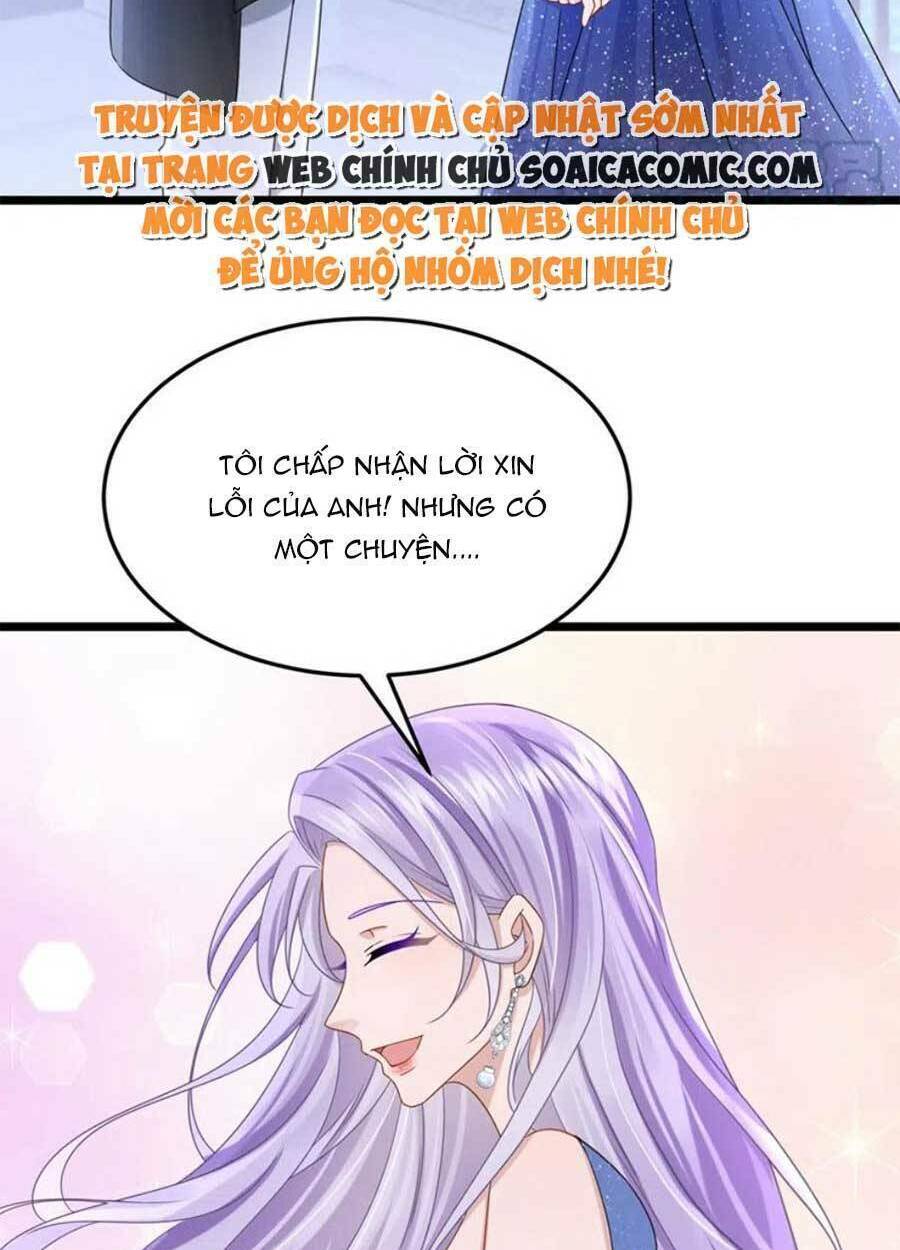 TRUYỆN ĐƯỢC DỊCH VÀ CẬP NHẬT SỚM NHẤT
TẠI TRANG WEB CHÍNH CHỦ SOAICACOMIC.COM
MỜI CÁC BẠN ĐỌC TẠI WEB CHÍNH CHỦ
ĐỂ ỦNG HỘ NHÓM DỊCH NHÉ!
TÔI CHẤP NHẬN LỜI XIN
LỖI CỦA ANH! NHƯNG CÓ
MỘT CHUYỆN....